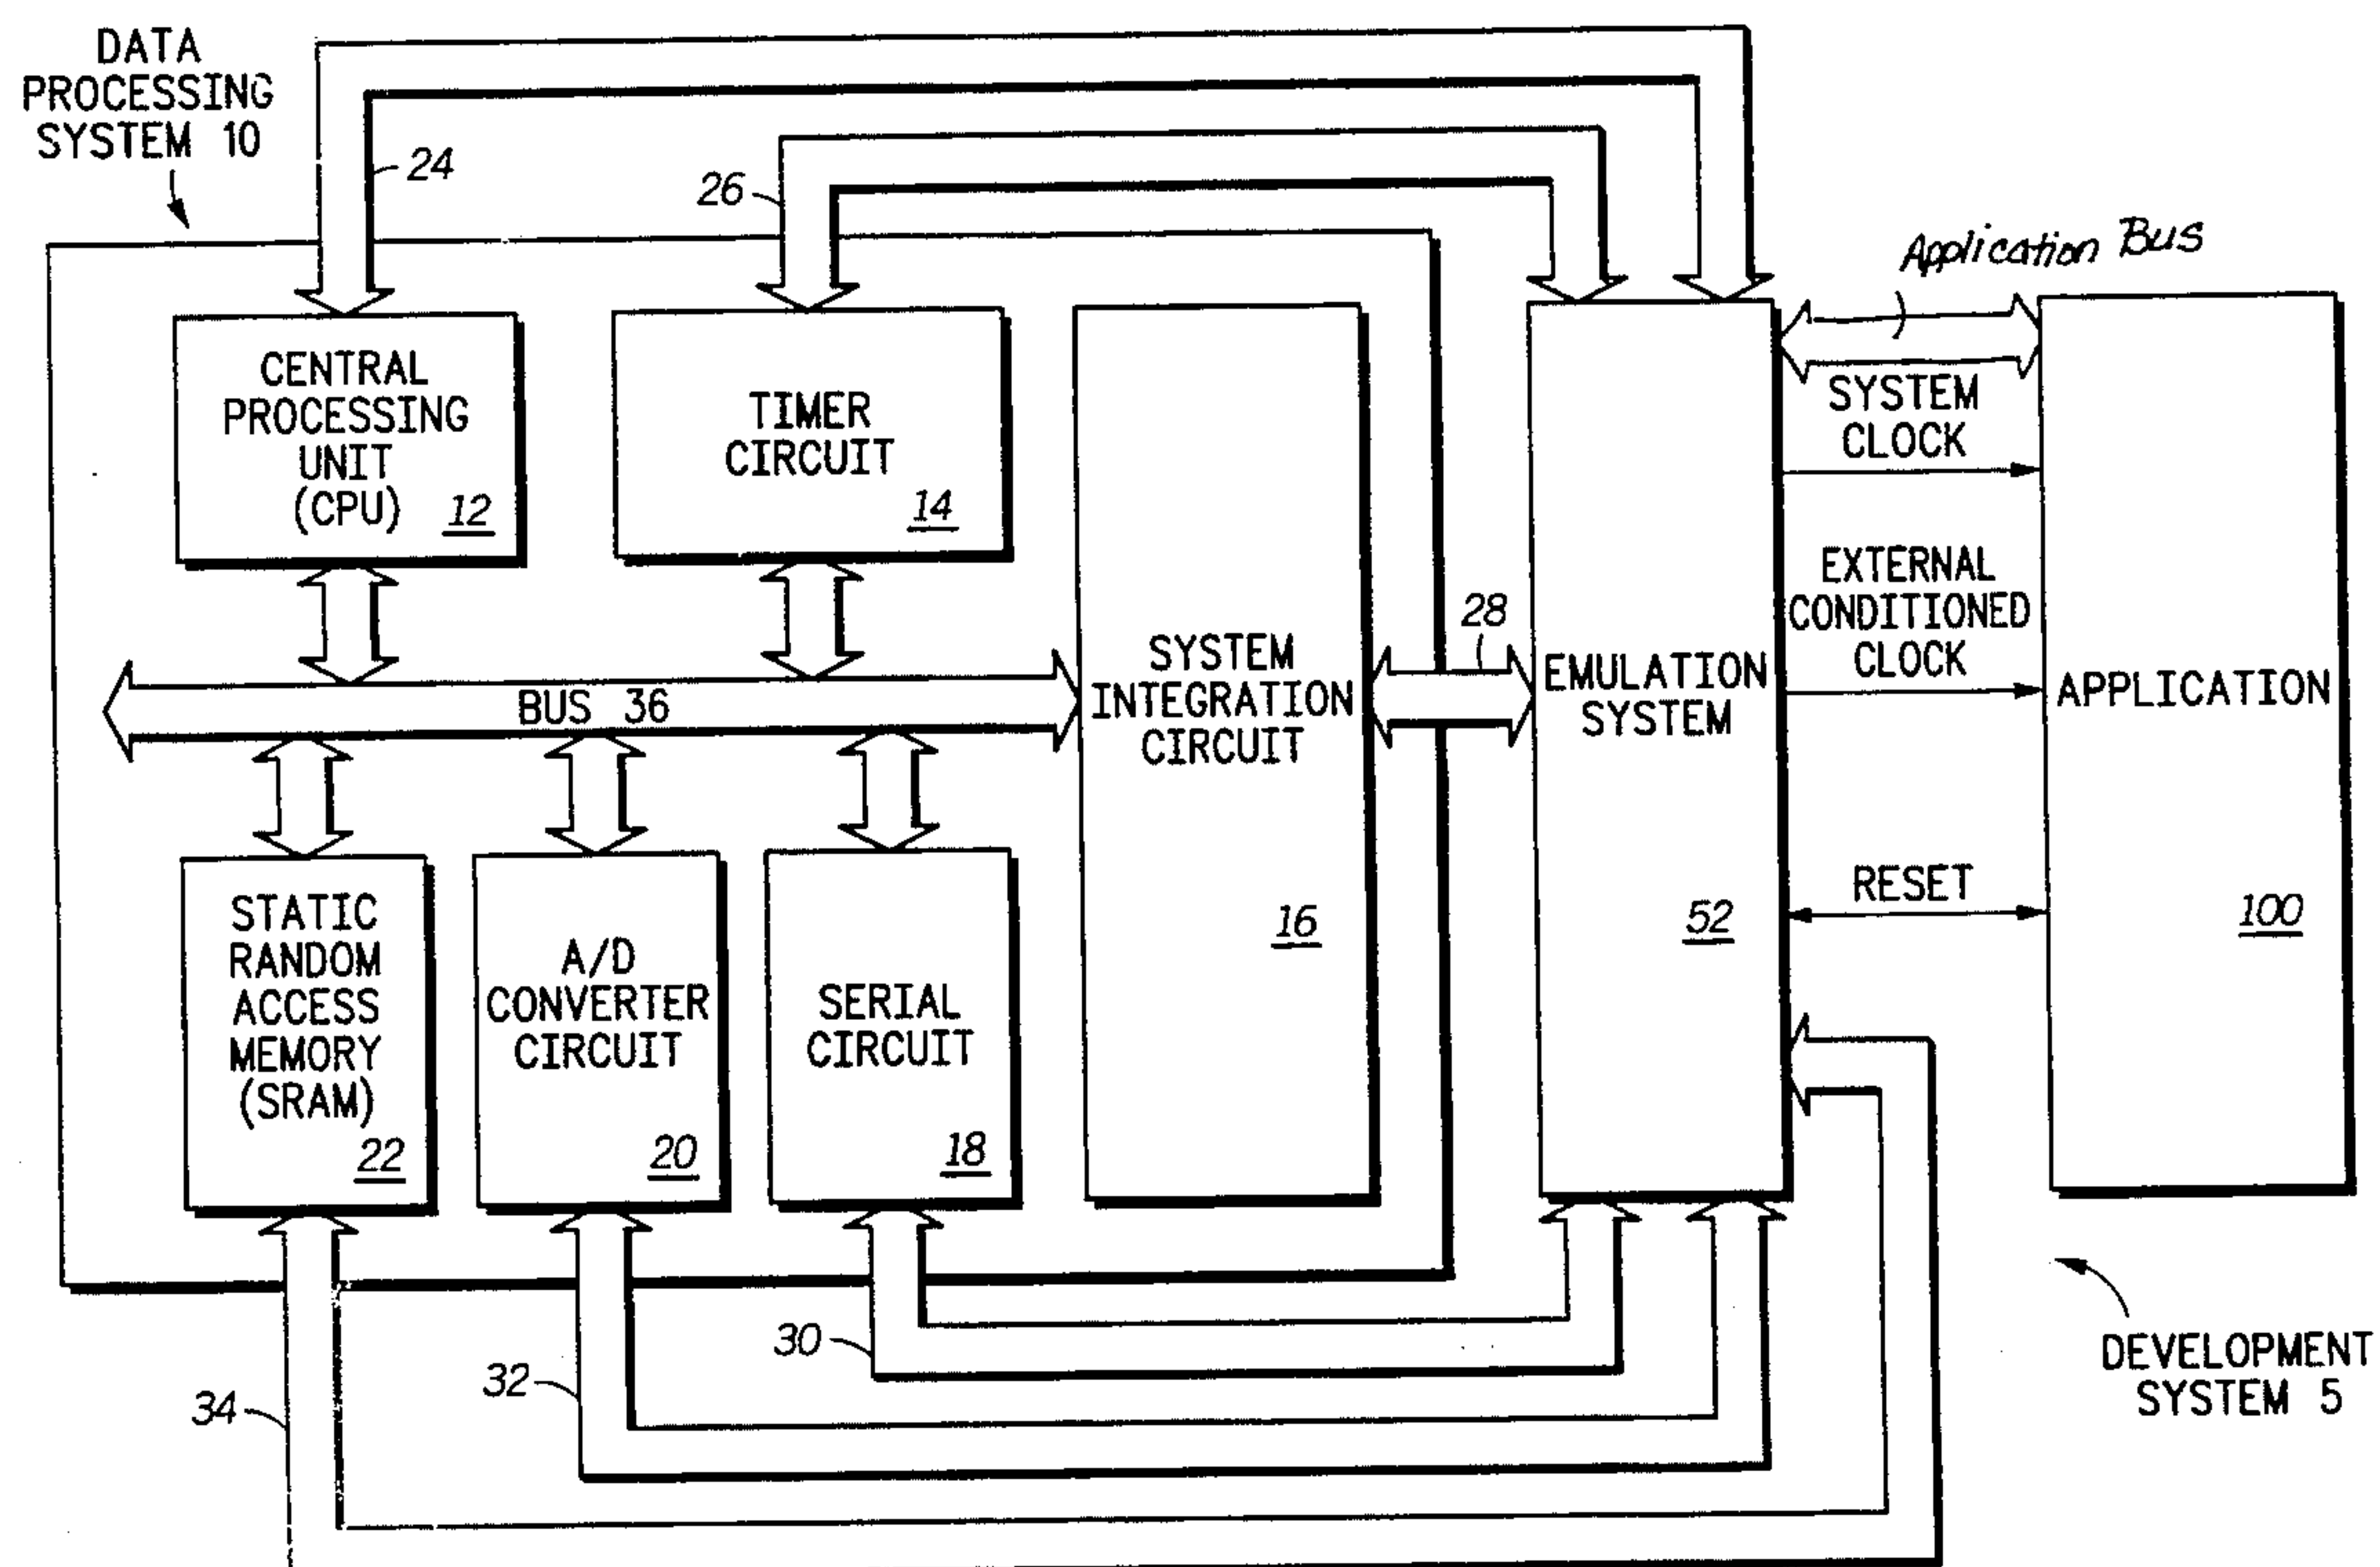 DATA
PROCESSING
SYSTEM 10
24
26
Application Bus
CENTRAL
PROCESSING
UNIT
(CPU)
12
TIMER
CIRCUIT
14
SYSTEM
CLOCK
EXTERNAL
CONDITIONED
CLOCK
28
SYSTEM
INTEGRATION
CIRCUIT
16
EMULATION
SYSTEM
52
APPLICATION
100
BUS 36
RESET
STATIC
RANDOM
ACCESS
MEMORY
(SRAM)
22
A/D
CONVERTER
CIRCUIT
20
SERIAL
CIRCUIT
18
30
32
34
DEVELOPMENT
SYSTEM 5